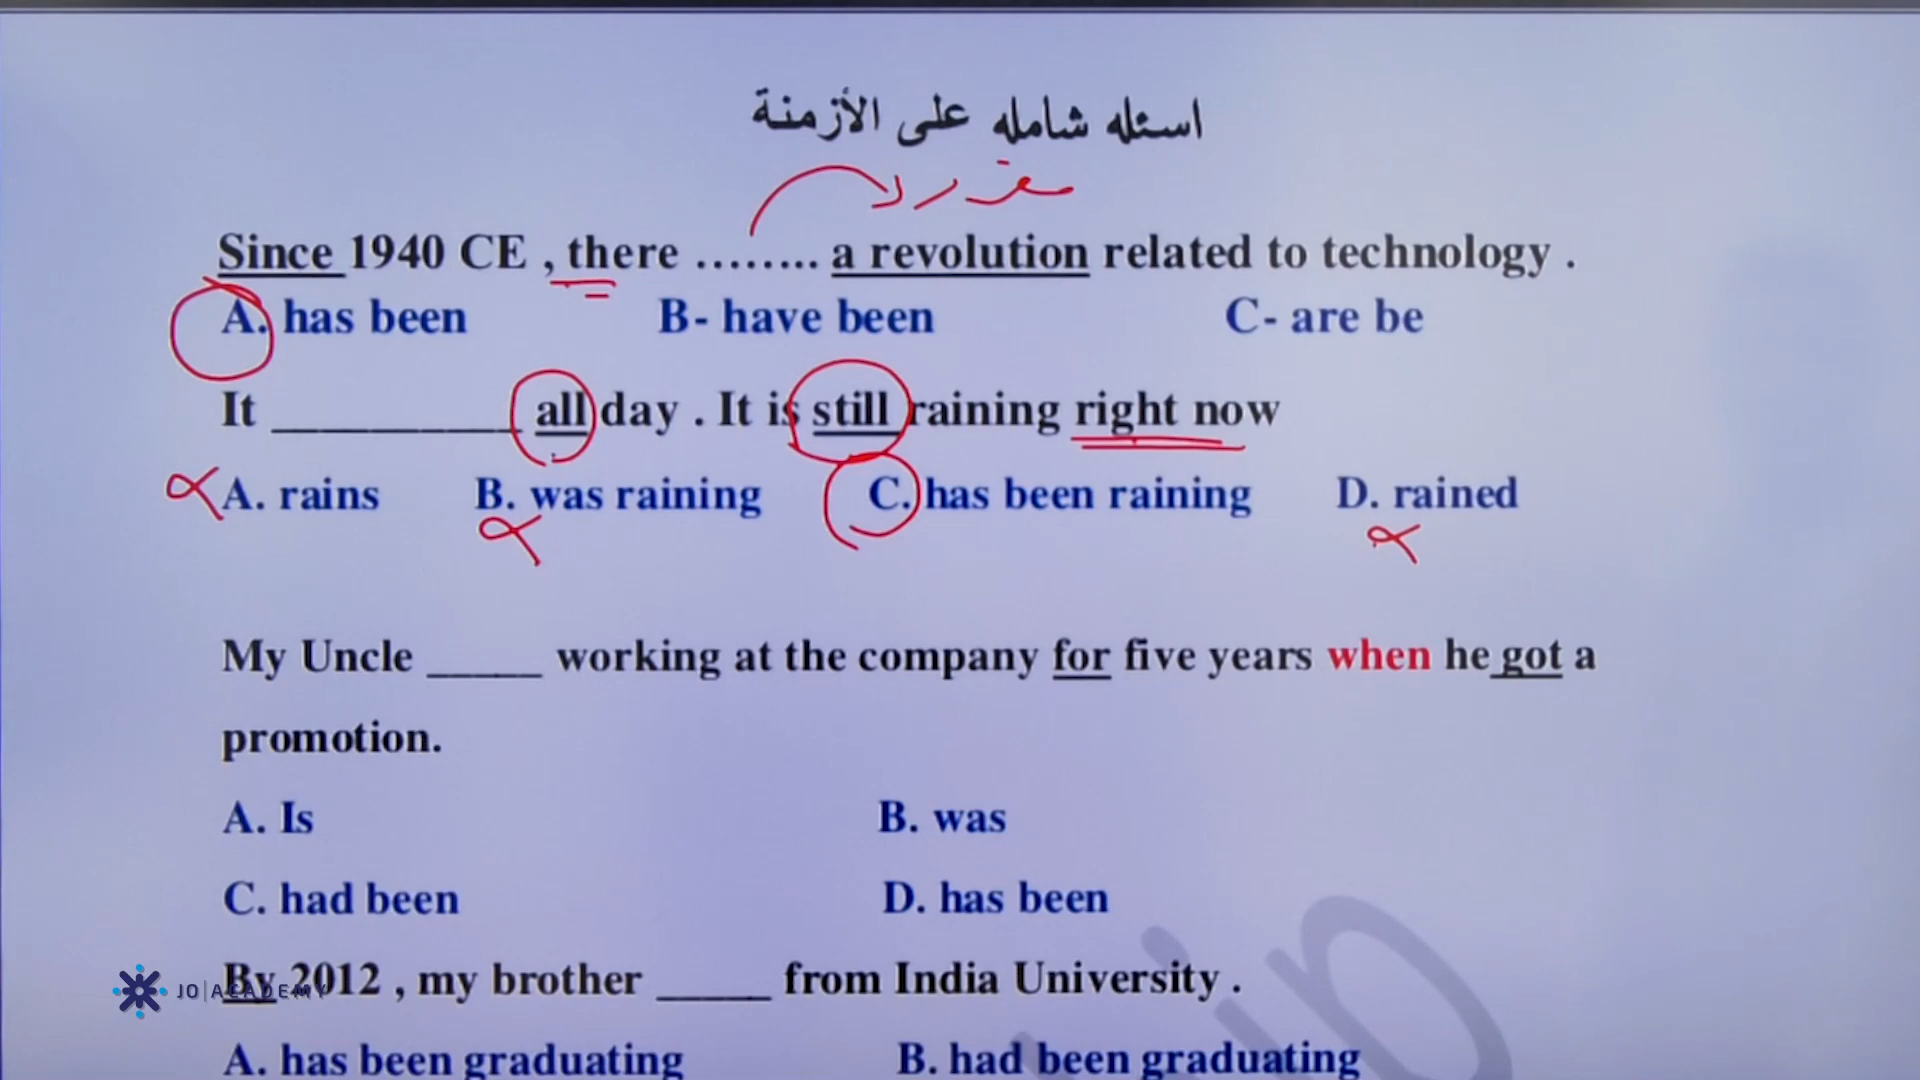 اسئله شامله على الأزمنة
مفرد
Since 1940 CE , there ........ a revolution related to technology .
A. has been B- have been C- are be
It __________ all day . It is still raining right now
A. rains B. was raining C. has been raining D. rained
My Uncle _____ working at the company for five years when he got a
promotion.
A. Is B. was
C. had been D. has been
By 2012 , my brother _____ from India University .
JO|ACADEMY
A. has been graduating B. had been graduating